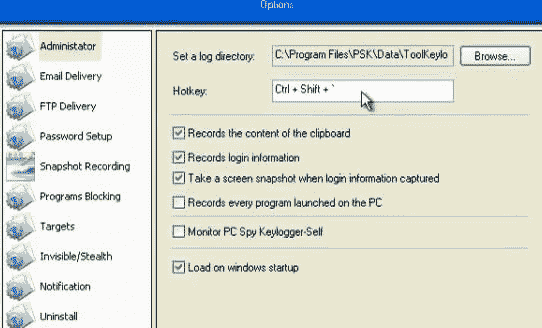 Options
Administator
Email Delivery
FTP Delivery
Password Setup
Snapshot Recording
Programs Blocking
Targets
Invisible/Stealth
Notification
Uninstall
Set a log directory:
C:\Program Files\PSK\Data\ToolKeylo
Browse...
Hotkey:
Ctrl + Shift + `
Records the content of the clipboard
Records login information
Take a screen snapshot when login information captured
Records every program launched on the PC
Monitor PC Spy Keylogger-Self
Load on windows startup